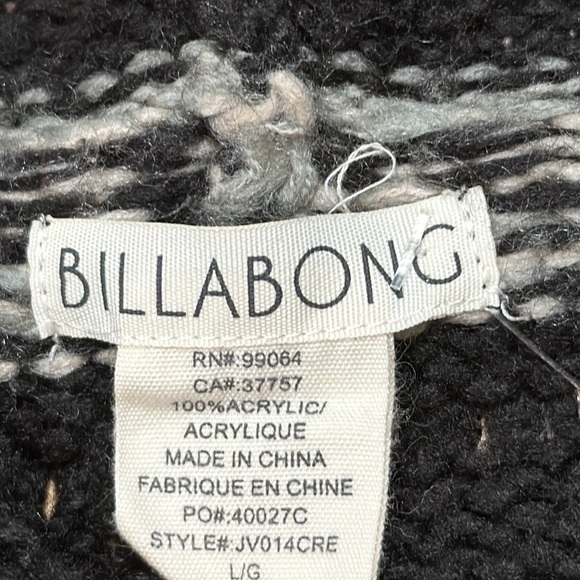 BILLABONG
RN#:99064
CA#:37757
100%ACRYLIC/
ACRYLIQUE
MADE IN CHINA
FABRIQUE EN CHINE
PO#:40027C
STYLE#:JV014CRE
L/G